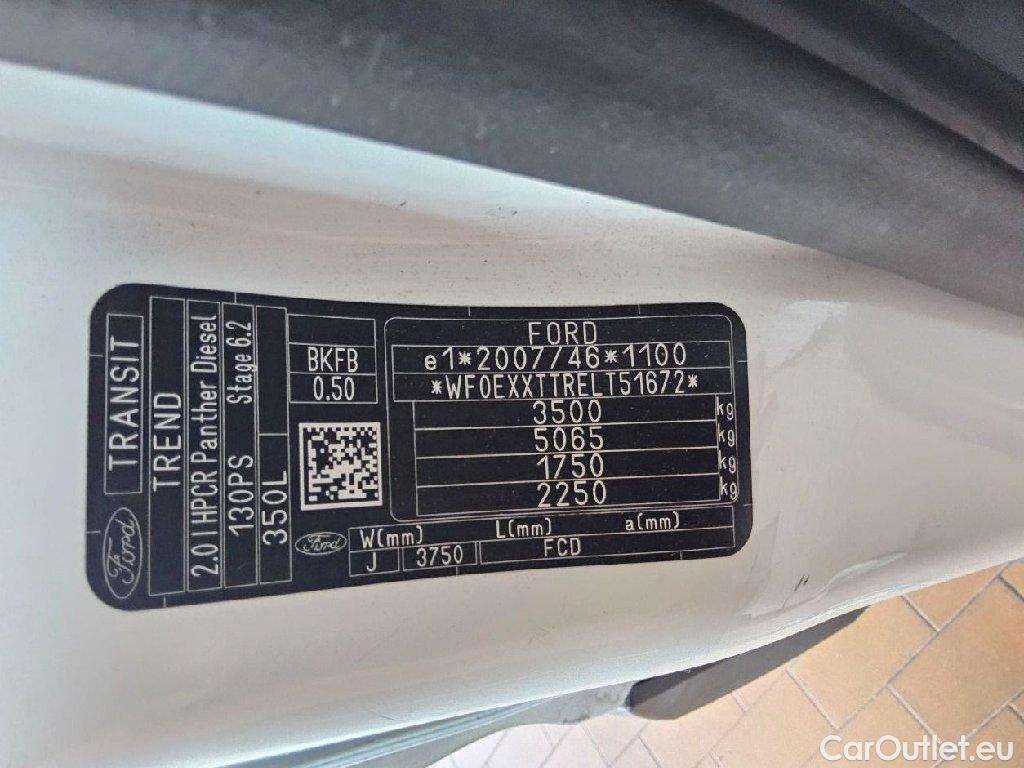 TRANSIT
TREND
2.0 l HPCR Panther Diesel
Stage 6.2
130PS
350L
Ford
BKFB
0.50
FORD
e1*2007/46*1100
*WF0EXXTTRELT51672*
3500 kg
5065
1750 kg
2250 kg
Ford
W(mm) L(mm) a(mm)
J 3750 FCD
CarOutlet.eu